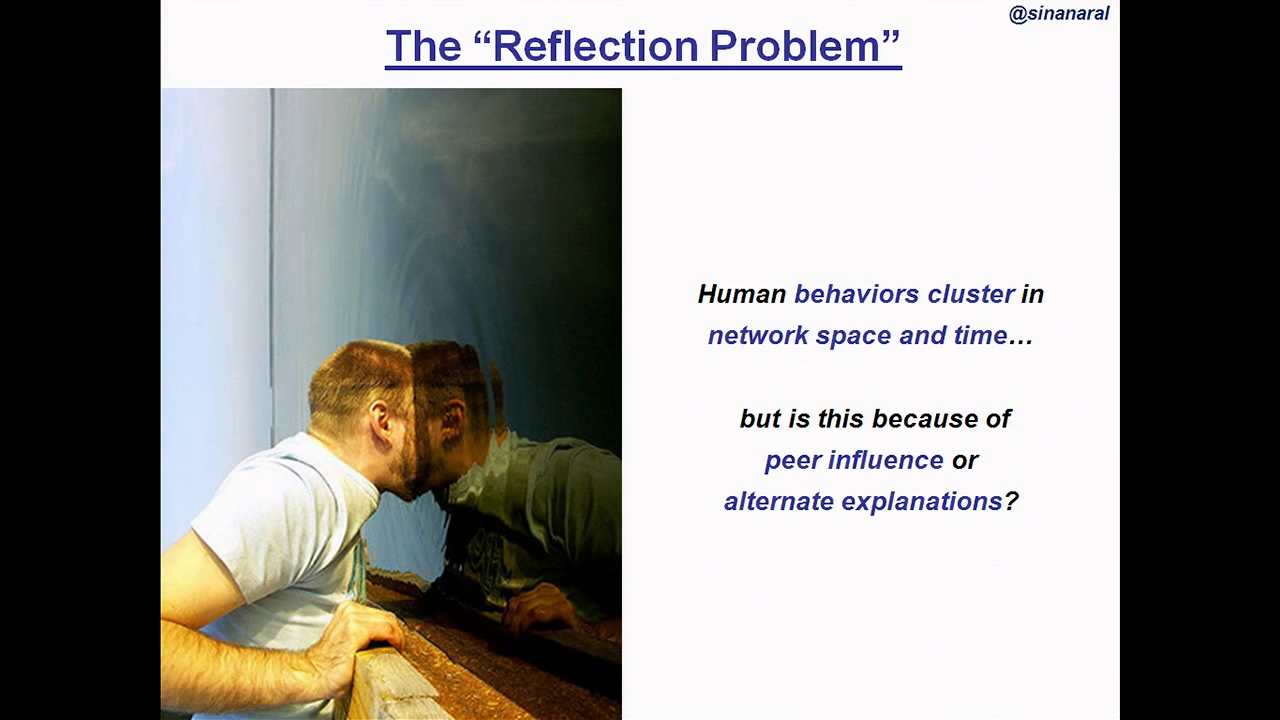 @sinanaral
The “Reflection Problem”
Human behaviors cluster in
network space and time…
but is this because of
peer influence or
alternate explanations?